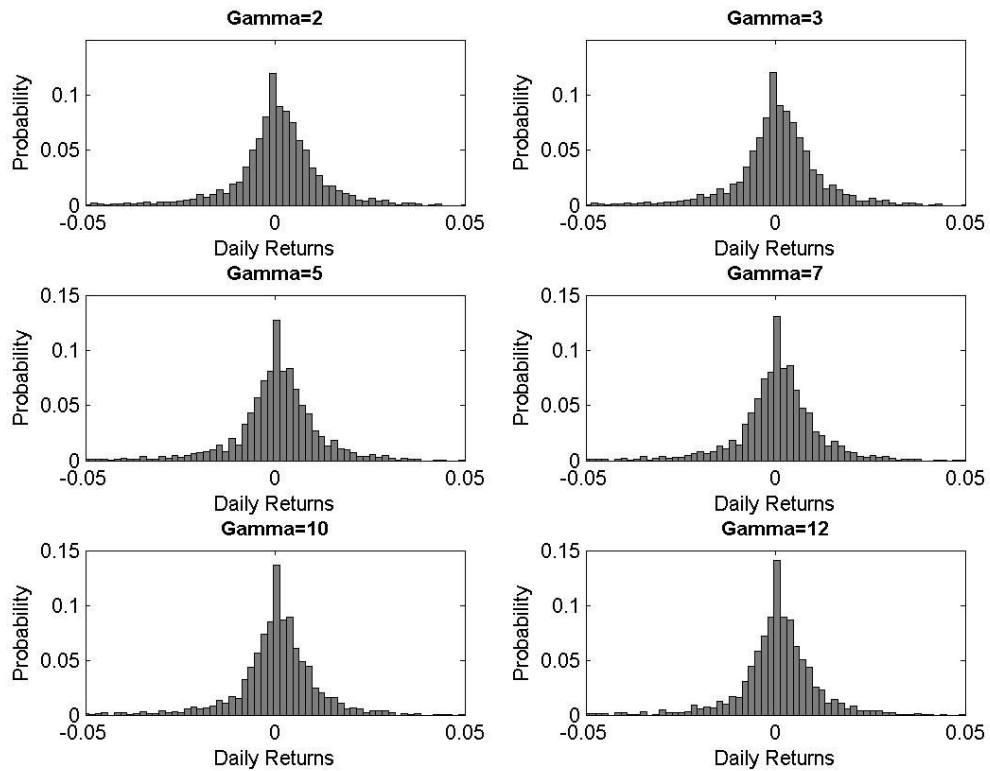 Gamma=2
Probability
0.1
0.05
0
-0.05
0
0.05
Daily Returns
Gamma=3
Probability
0.1
0.05
0
-0.05
0
0.05
Daily Returns
Gamma=5
Probability
0.15
0.1
0.05
0
-0.05
0
0.05
Daily Returns
Gamma=7
Probability
0.15
0.1
0.05
0
-0.05
0
0.05
Daily Returns
Gamma=10
Probability
0.15
0.1
0.05
0
-0.05
0
0.05
Daily Returns
Gamma=12
Probability
0.15
0.1
0.05
0
-0.05
0
0.05
Daily Returns